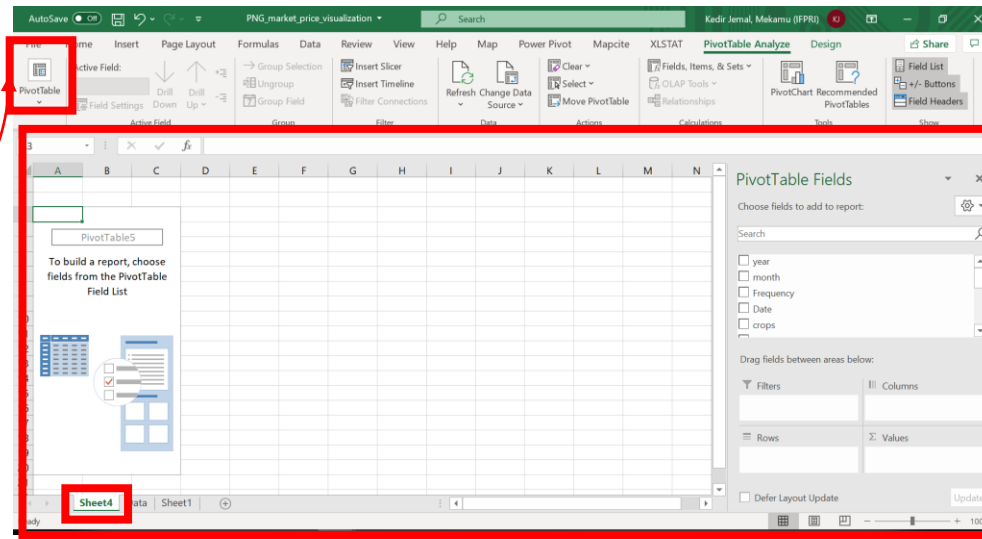 AutoSave Off PNG_market_price_visualization Search Kedir Jemal, Mekamu (IFPRI) KJ
File Home Insert Page Layout Formulas Data Review View Help Map Power Pivot Mapcite XLSTAT PivotTable Analyze Design Share
PivotTable
Active Field:
Field Settings
Drill Down
Drill Up
Active Field
Group Selection
Ungroup
Group Field
Group
Insert Slicer
Insert Timeline
Filter Connections
Filter
Refresh
Change Data Source
Data
Clear
Select
Move PivotTable
Actions
Fields, Items, & Sets
OLAP Tools
Relationships
Calculations
PivotChart
Recommended PivotTables
Tools
Field List
+/- Buttons
Field Headers
Show
fx
A B C D E F G H I J K L M N
PivotTable5
To build a report, choose
fields from the PivotTable
Field List
PivotTable Fields
Choose fields to add to report:
Search
year
month
Frequency
Date
crops
Drag fields between areas below:
Filters Columns
Rows Σ Values
Defer Layout Update Update
Sheet4 ata Sheet1
eady 100